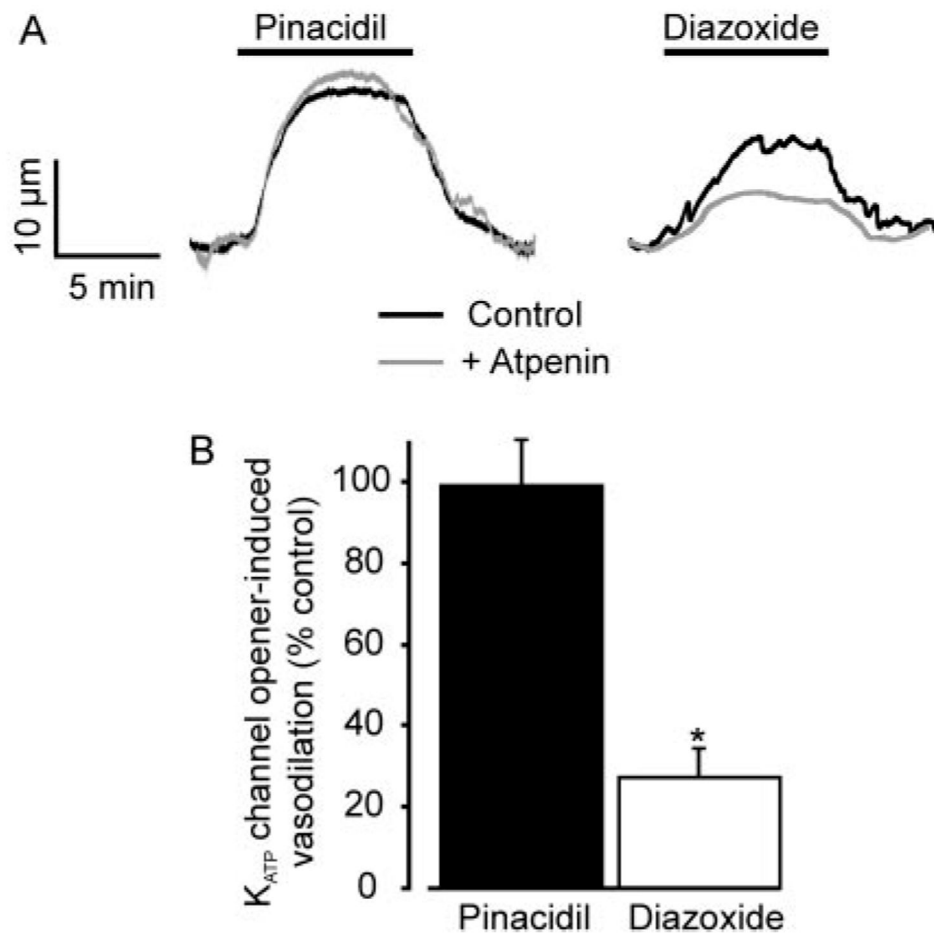 A
Pinacidil
Diazoxide
10 µm
5 min
Control
+ Atpenin
B
K_ATP channel opener-induced
vasodilation (% control)
100
80
60
40
20
0
*
Pinacidil
Diazoxide